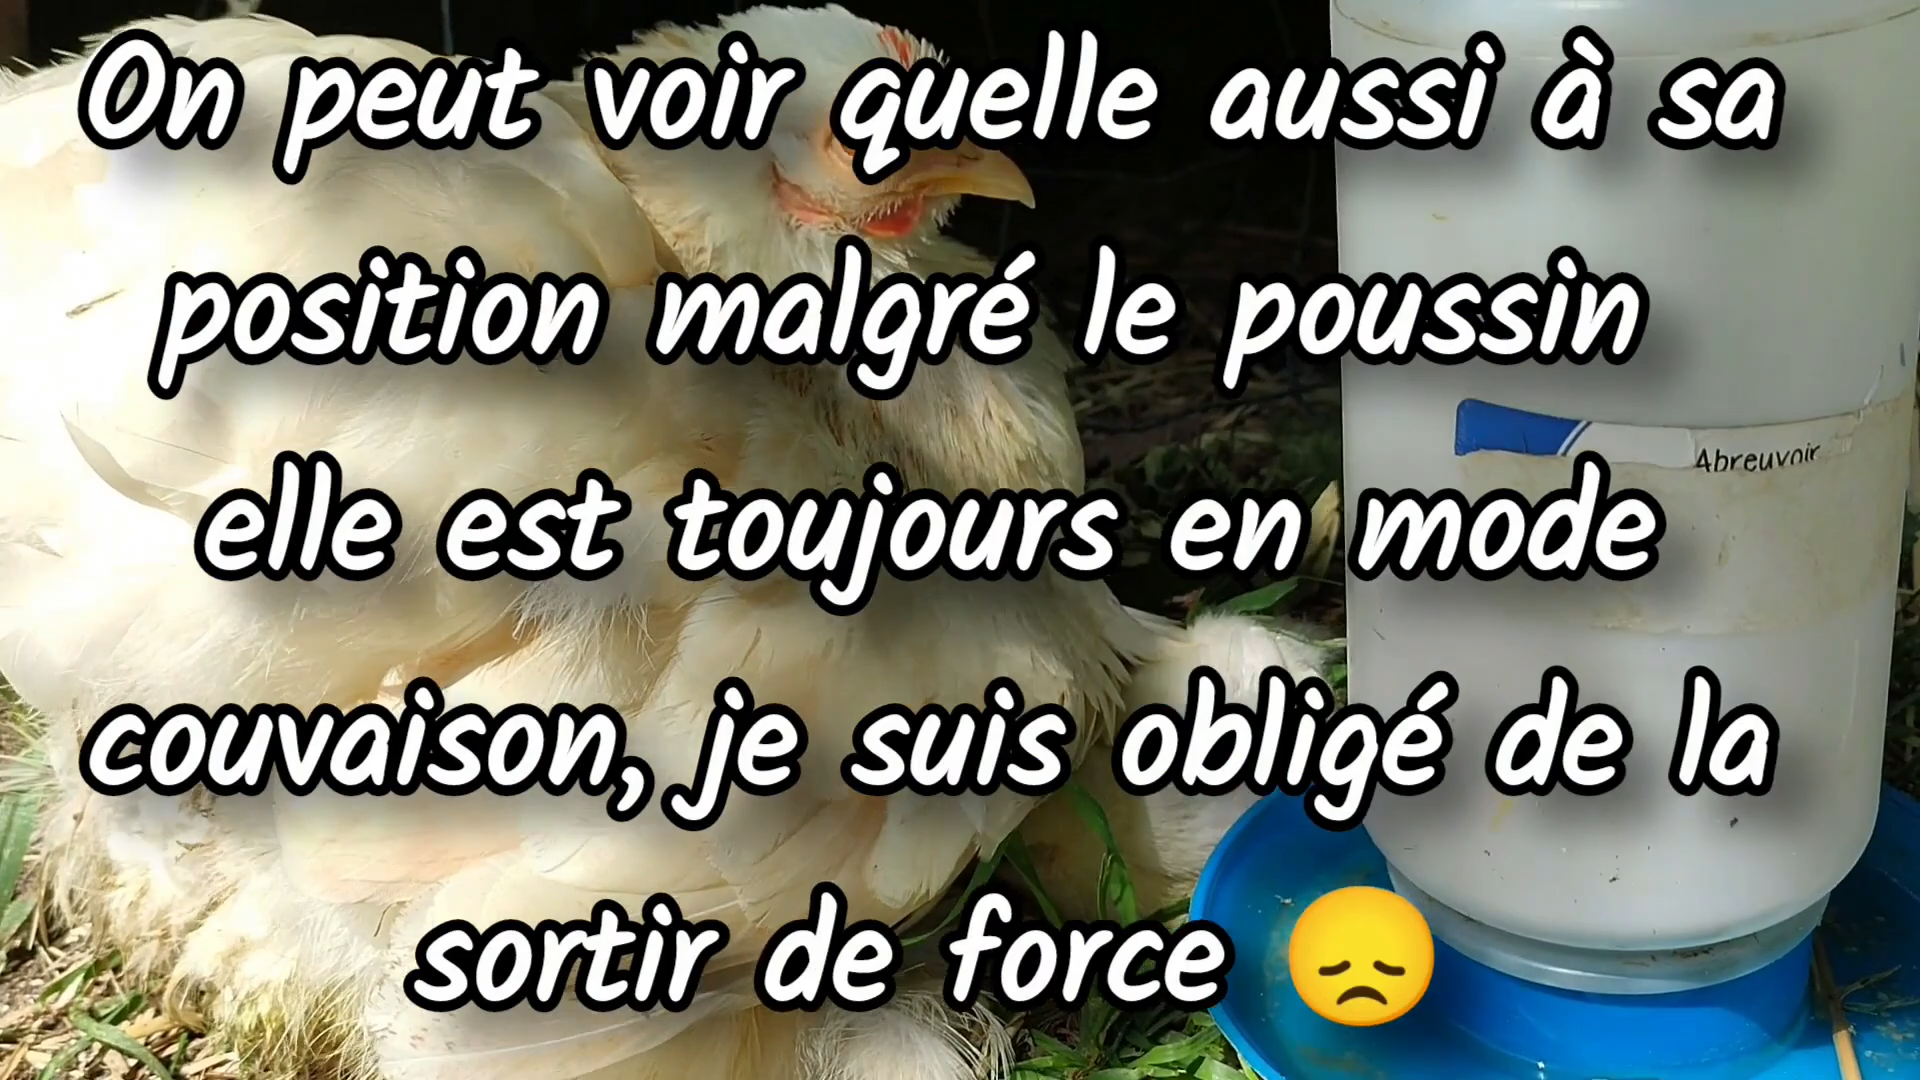 On peut voir quelle aussi à sa
position malgré le poussin
Abreuvoir
elle est toujours en mode
couvaison, je suis obligé de la
sortir de force 😞